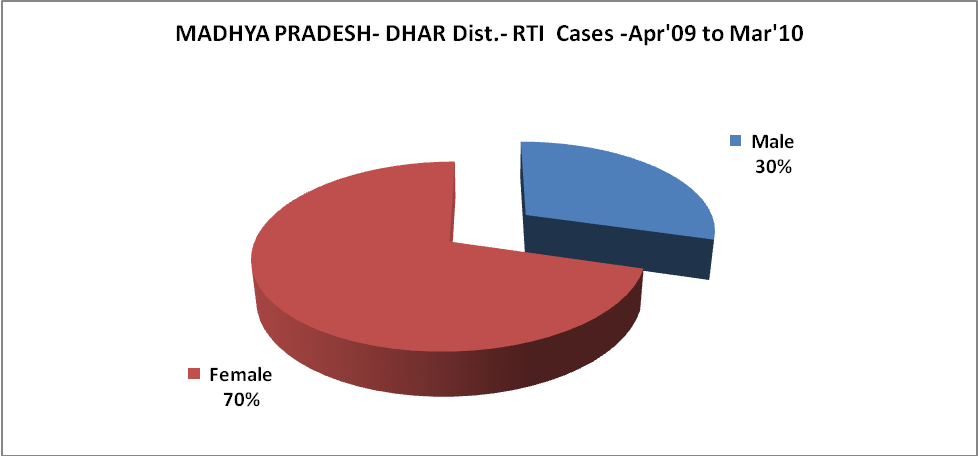 MADHYA PRADESH- DHAR Dist.- RTI  Cases -Apr'09 to Mar'10
Male
30%
Female
70%